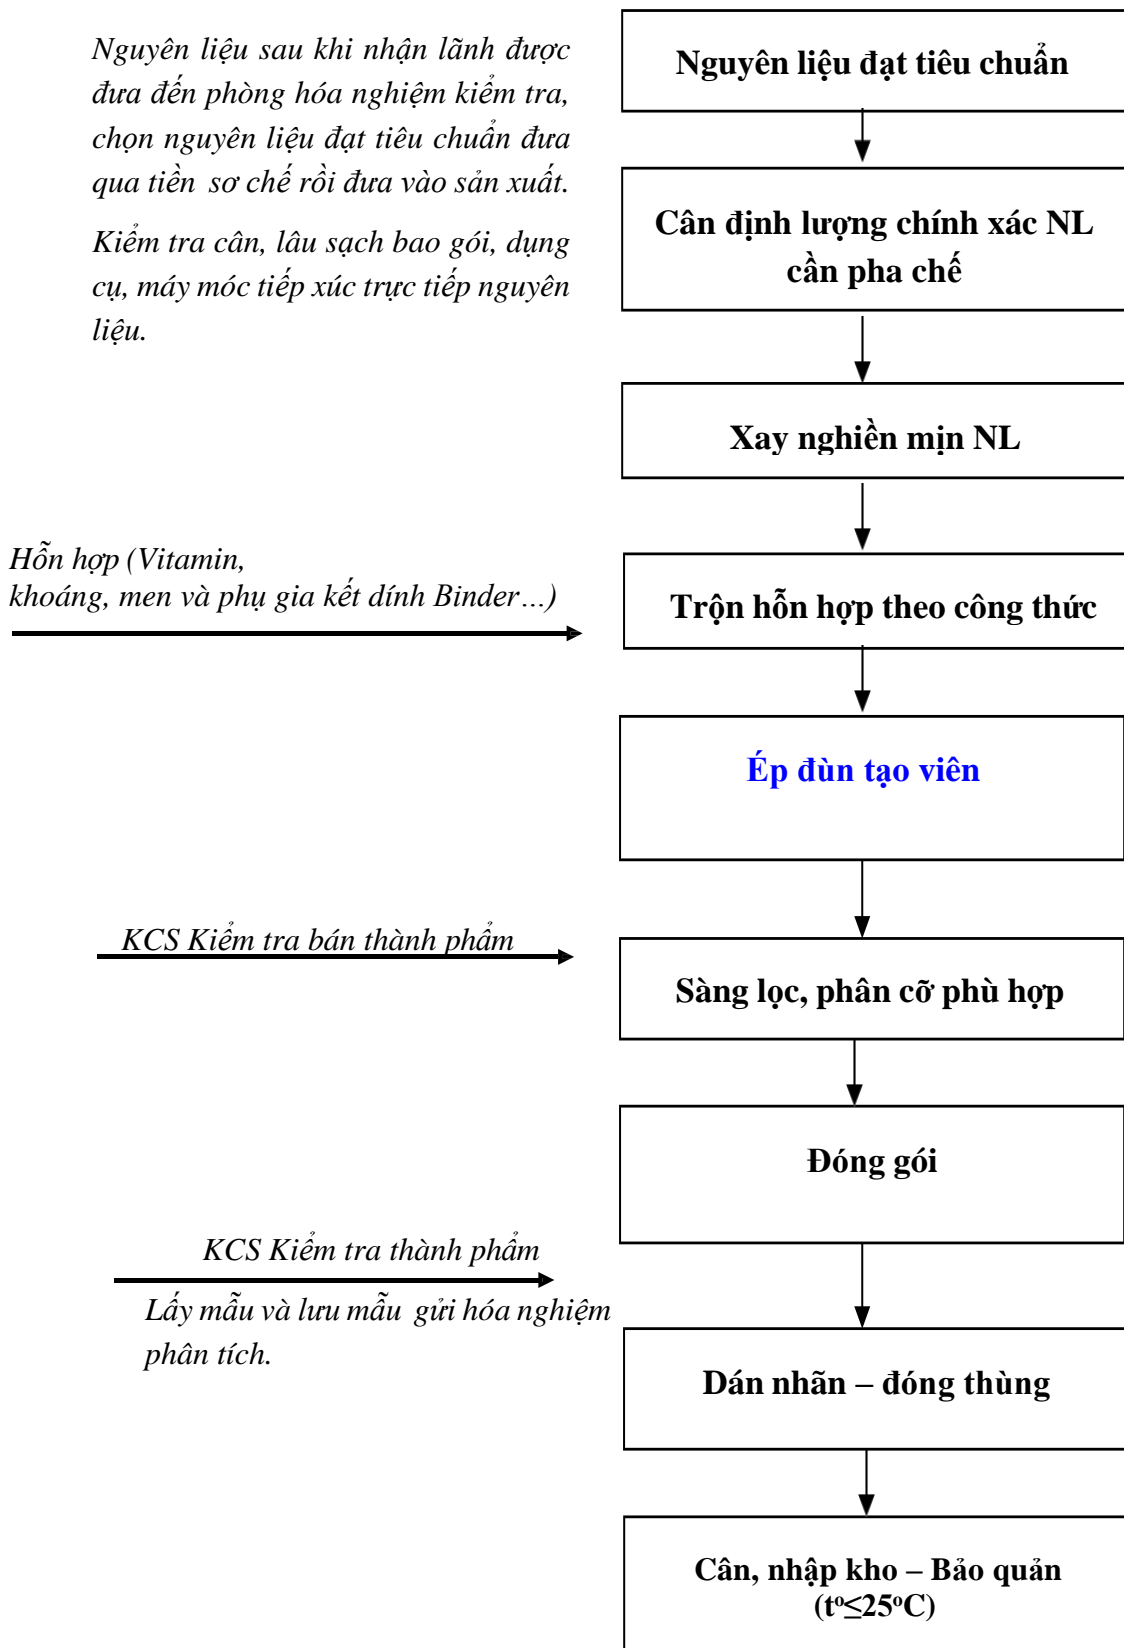 Nguyên liệu sau khi nhận lãnh được
đưa đến phòng hóa nghiệm kiểm tra,
chọn nguyên liệu đạt tiêu chuẩn đưa
qua tiền sơ chế rồi đưa vào sản xuất.
Kiểm tra cân, lâu sạch bao gói, dụng
cụ, máy móc tiếp xúc trực tiếp nguyên
liệu.
Nguyên liệu đạt tiêu chuẩn
Cân định lượng chính xác NL
cần pha chế
Xay nghiền mịn NL
Hỗn hợp (Vitamin,
khoáng, men và phụ gia kết dính Binder…)
Trộn hỗn hợp theo công thức
Ép đùn tạo viên
KCS Kiểm tra bán thành phẩm
Sàng lọc, phân cỡ phù hợp
Đóng gói
KCS Kiểm tra thành phẩm
Lấy mẫu và lưu mẫu gửi hóa nghiệm
phân tích.
Dán nhãn – đóng thùng
Cân, nhập kho – Bảo quản
(tº≤25ºC)